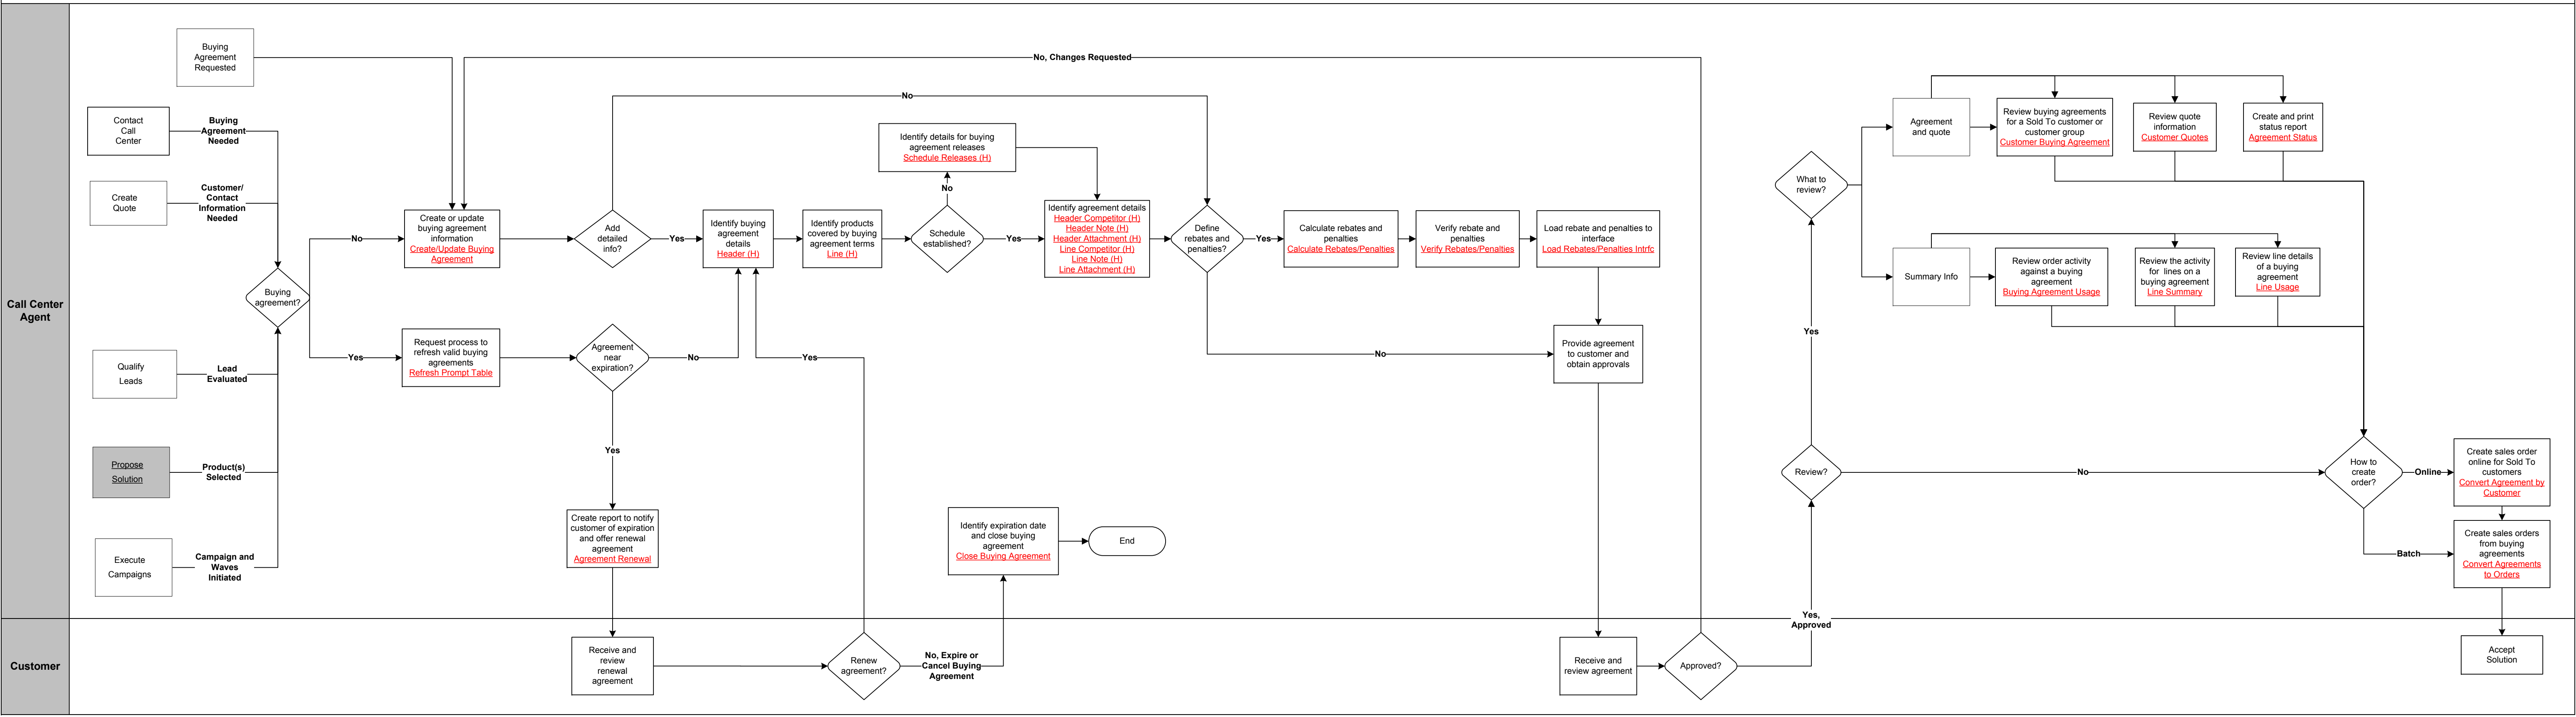 Call Center
Agent
Customer
Buying
Agreement
Requested
Contact
Call
Center
Buying
Agreement
Needed
Create
Quote
Customer/
Contact
Information
Needed
Qualify
Leads
Lead
Evaluated
Propose
Solution
Product(s)
Selected
Execute
Campaigns
Campaign and
Waves
Initiated
Buying
agreement?
No
Yes
Create or update
buying agreement
information
Create/Update Buying
Agreement
Request process to
refresh valid buying
agreements
Refresh Prompt Table
Add
detailed
info?
No
Yes
Agreement
near
expiration?
No
Yes
Create report to notify
customer of expiration
and offer renewal
agreement
Agreement Renewal
Receive and
review
renewal
agreement
Renew
agreement?
Yes
No, Expire or
Cancel Buying
Agreement
Identify expiration date
and close buying
agreement
Close Buying Agreement
End
Identify buying
agreement
details
Header (H)
Identify products
covered by buying
agreement terms
Line (H)
Schedule
established?
No
Yes
Identify details for buying
agreement releases
Schedule Releases (H)
Identify agreement details
Header Competitor (H)
Header Note (H)
Header Attachment (H)
Line Competitor (H)
Line Note (H)
Line Attachment (H)
Define
rebates and
penalties?
Yes
No
Calculate rebates and
penalties
Calculate Rebates/Penalties
Verify rebate and
penalties
Verify Rebates/Penalties
Load rebate and penalties to
interface
Load Rebates/Penalties Intrfc
Provide agreement
to customer and
obtain approvals
Receive and
review agreement
Approved?
No, Changes Requested
Yes,
Approved
Review?
Yes
No
What to
review?
Agreement
and quote
Review buying agreements
for a Sold To customer or
customer group
Customer Buying Agreement
Review quote
information
Customer Quotes
Create and print
status report
Agreement Status
Summary Info
Review order activity
against a buying
agreement
Buying Agreement Usage
Review the activity
for lines on a
buying agreement
Line Summary
Review line details
of a buying
agreement
Line Usage
How to
create
order?
Online
Batch
Create sales order
online for Sold To
customers
Convert Agreement by
Customer
Create sales orders
from buying
agreements
Convert Agreements
to Orders
Accept
Solution